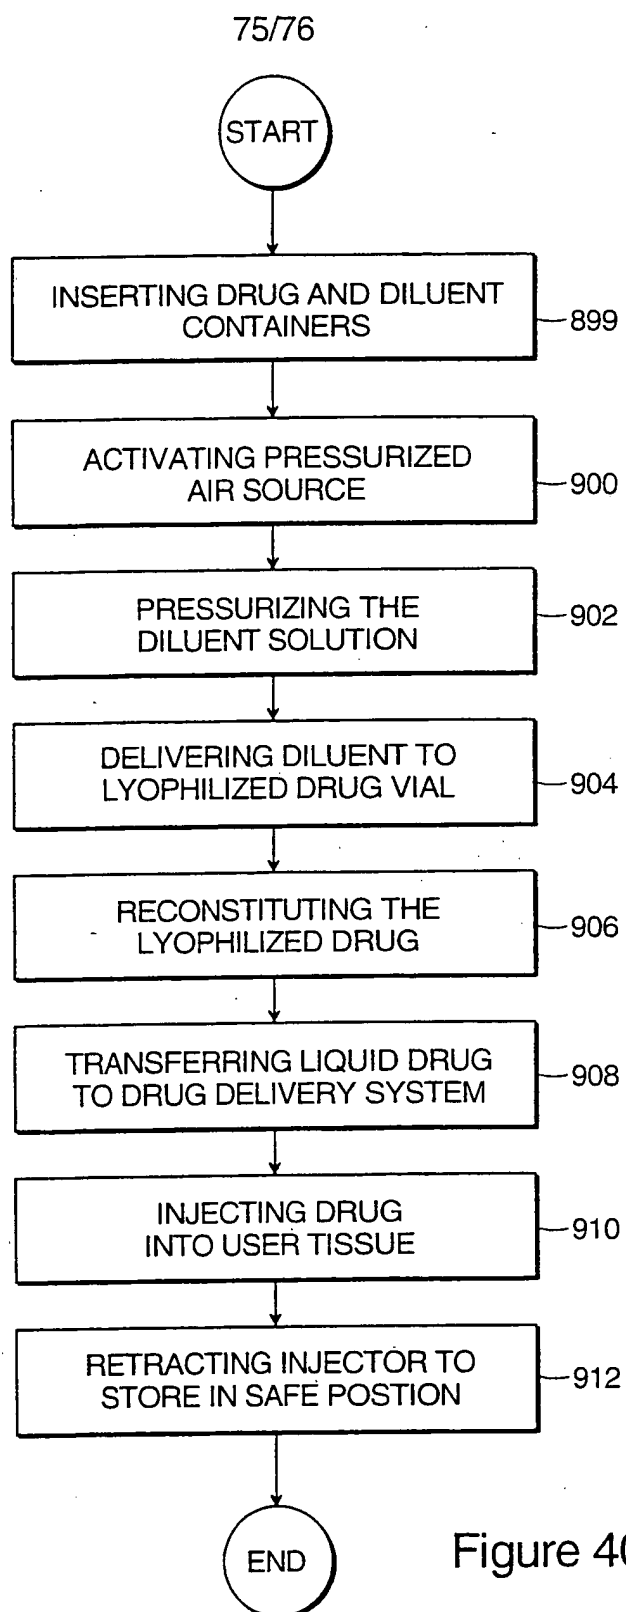 75/76
START
INSERTING DRUG AND DILUENT
CONTAINERS
899
ACTIVATING PRESSURIZED
AIR SOURCE
900
PRESSURIZING THE
DILUENT SOLUTION
902
DELIVERING DILUENT TO
LYOPHILIZED DRUG VIAL
904
RECONSTITUTING THE
LYOPHILIZED DRUG
906
TRANSFERRING LIQUID DRUG
TO DRUG DELIVERY SYSTEM
908
INJECTING DRUG
INTO USER TISSUE
910
RETRACTING INJECTOR TO
STORE IN SAFE POSTION
912
END
Figure 40